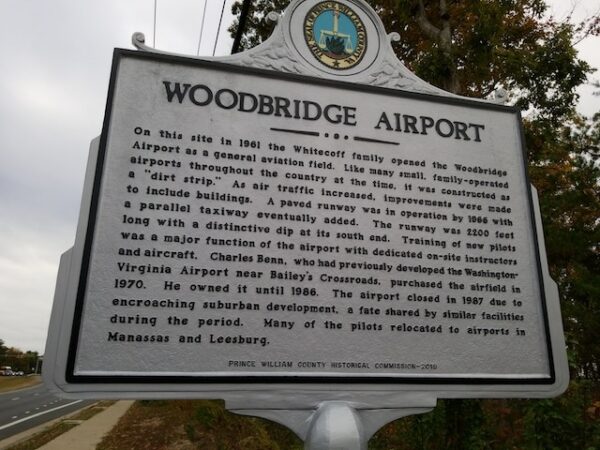 WOODBRIDGE AIRPORT
On this site in 1961 the Whitecoff family opened the Woodbridge
Airport as a general aviation field. Like many small, family-operated
airports throughout the country at the time, it was constructed as
a "dirt strip." As air traffic increased, improvements were made
to include buildings. A paved runway was in operation by 1966 with
a parallel taxiway eventually added. The runway was 2200 feet
long with a distinctive dip at its south end. Training of new pilots
was a major function of the airport with dedicated on-site instructors
and aircraft. Charles Benn, who had previously developed the Washington-
Virginia Airport near Bailey's Crossroads, purchased the airfield in
1970. He owned it until 1986. The airport closed in 1987 due to
encroaching suburban development, a fate shared by similar facilities
during the period. Many of the pilots relocated to airports in
Manassas and Leesburg.
PRINCE WILLIAM COUNTY HISTORICAL COMMISSION-2010